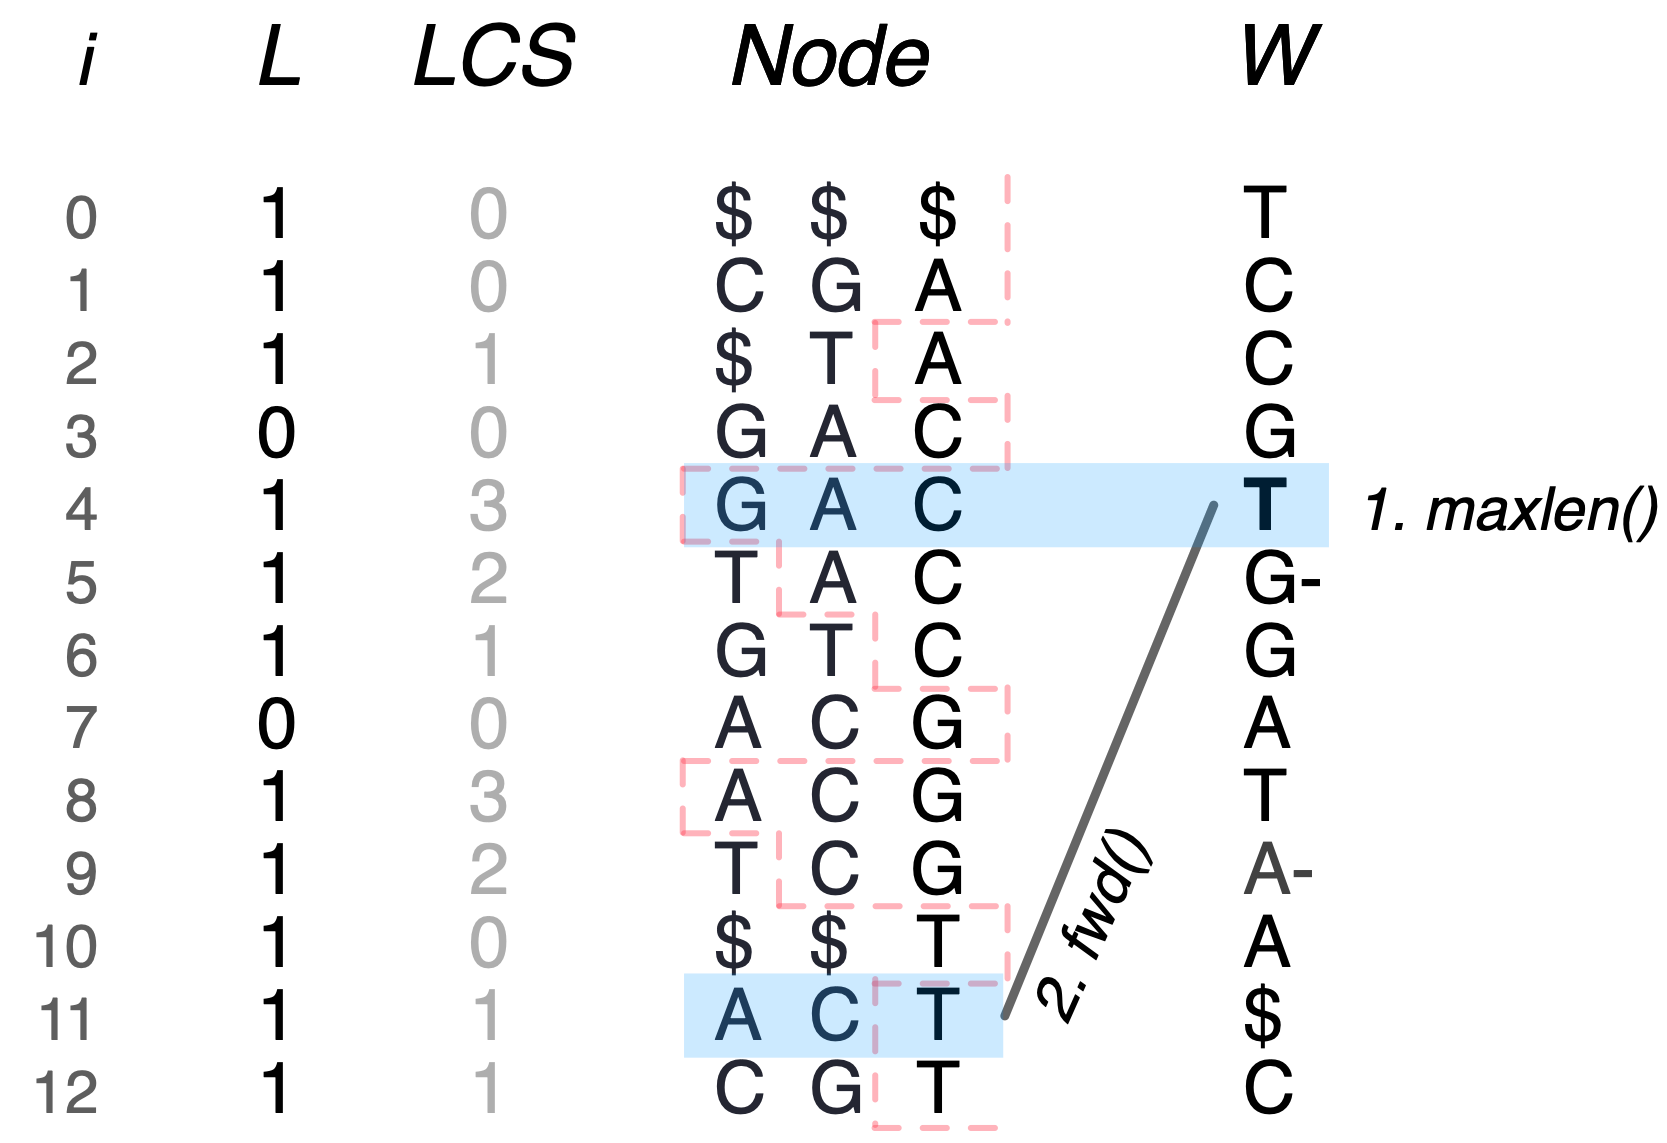 i L LCS Node W
0 1 0 $ $ $ T
1 1 0 C G A C
2 1 1 $ T A C
3 0 0 G A C G
4 1 3 G A C T 1. maxlen()
5 1 2 T A C G-
6 1 1 G T C G
7 0 0 A C G A
8 1 3 A C G T
9 1 2 T C G A-
10 1 0 $ $ T A
11 1 1 A C T $
12 1 1 C G T C
2. fwd()